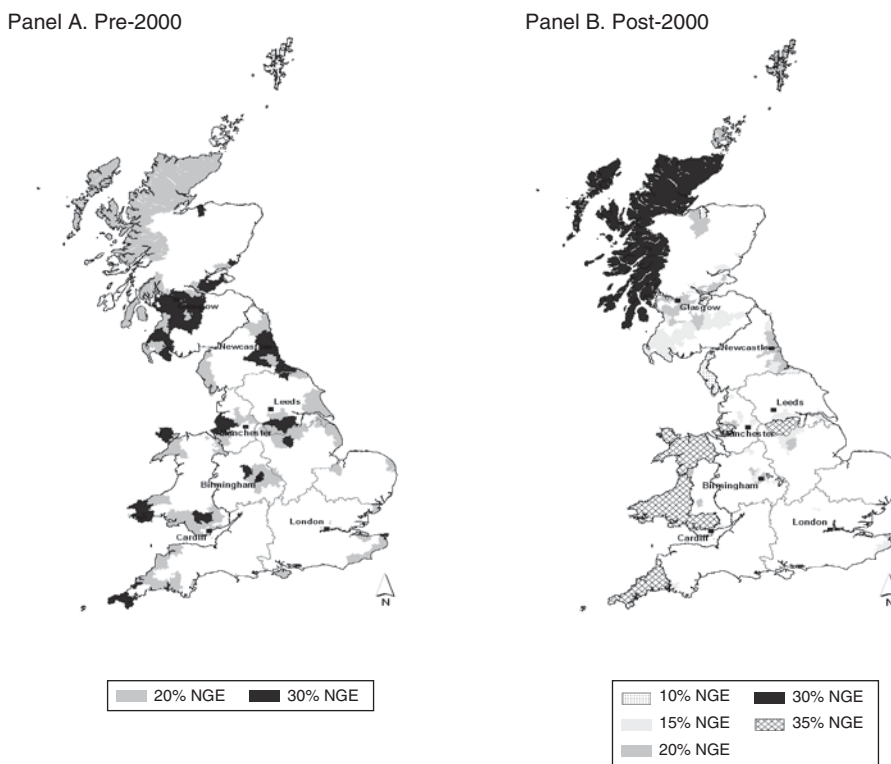 Panel A. Pre-2000
Newcastle
Leeds
Manchester
Birmingham
London
Cardiff
N
20% NGE 30% NGE
Panel B. Post-2000
Glasgow
Newcastle
Leeds
Manchester
Birmingham
London
Cardiff
N
10% NGE 30% NGE
15% NGE 35% NGE
20% NGE